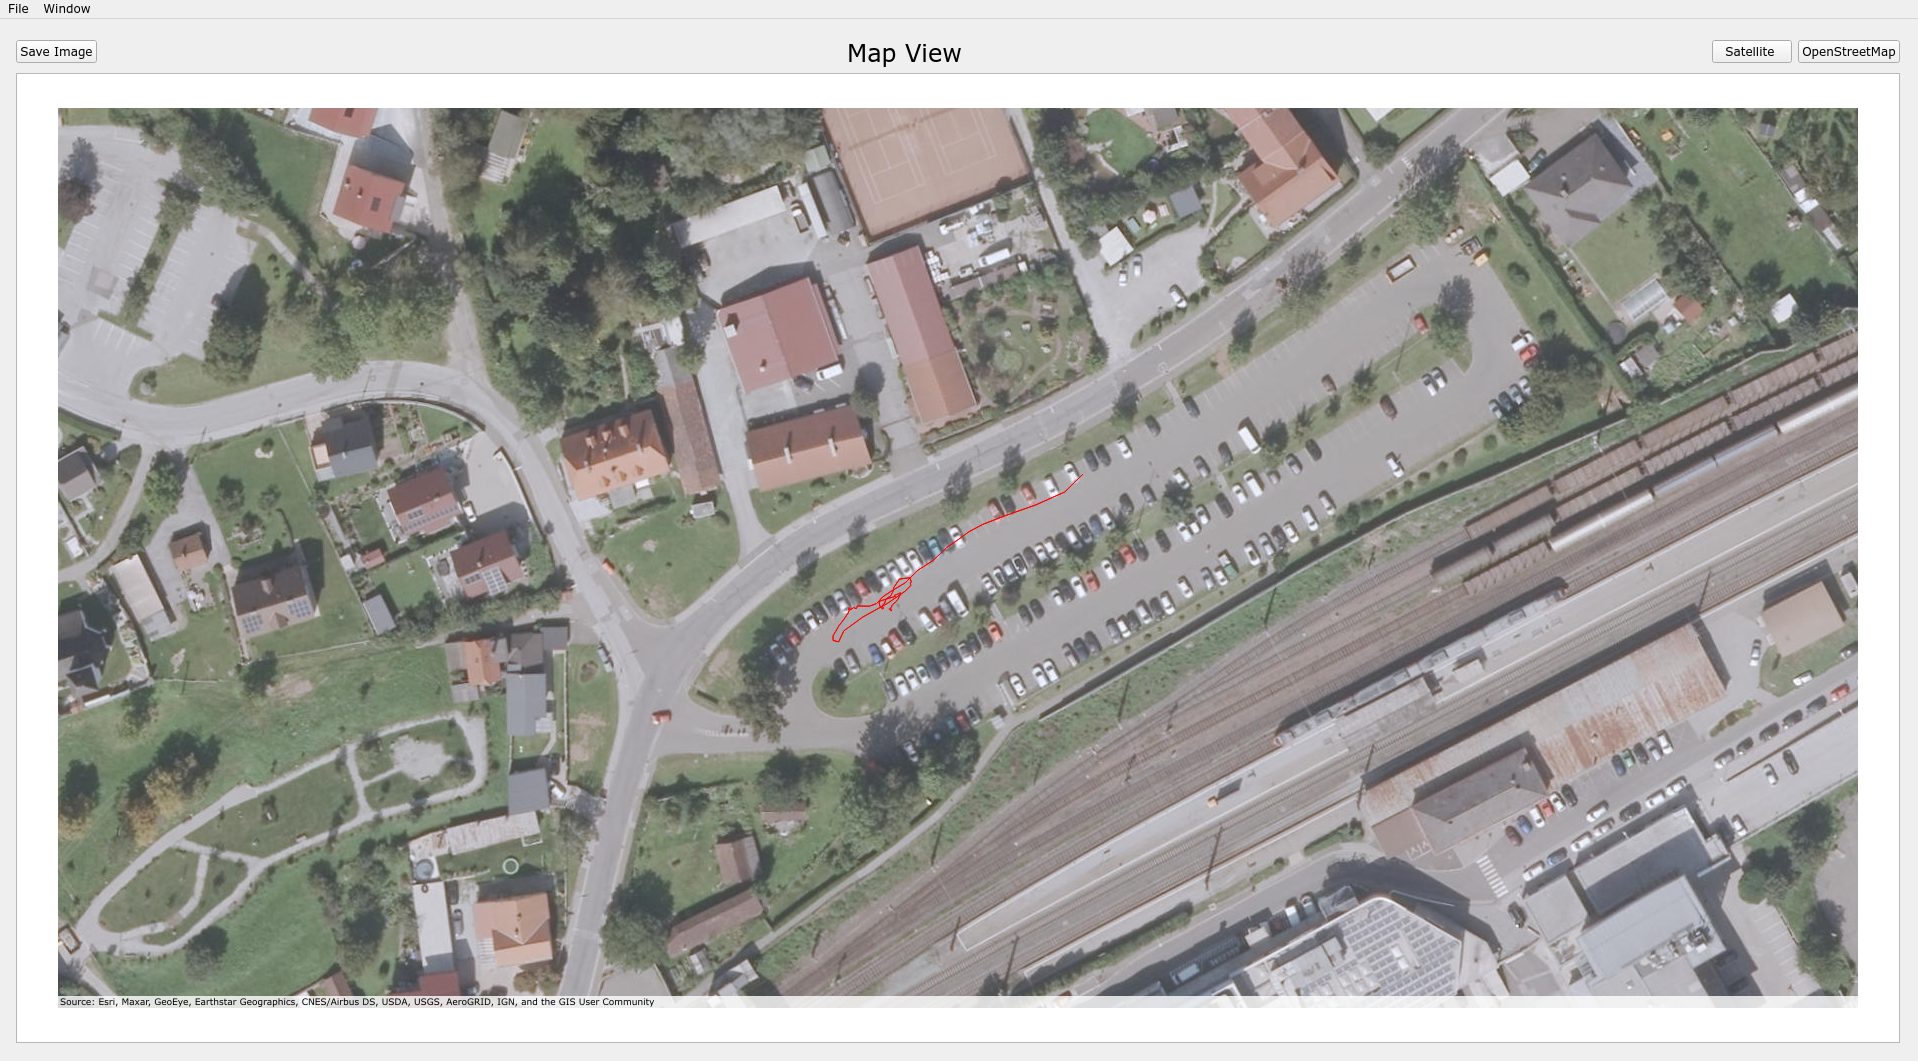 File Window
Save Image
Map View
Satellite
OpenStreetMap
Source: Esri, Maxar, GeoEye, Earthstar Geographics, CNES/Airbus DS, USDA, USGS, AeroGRID, IGN, and the GIS User Community